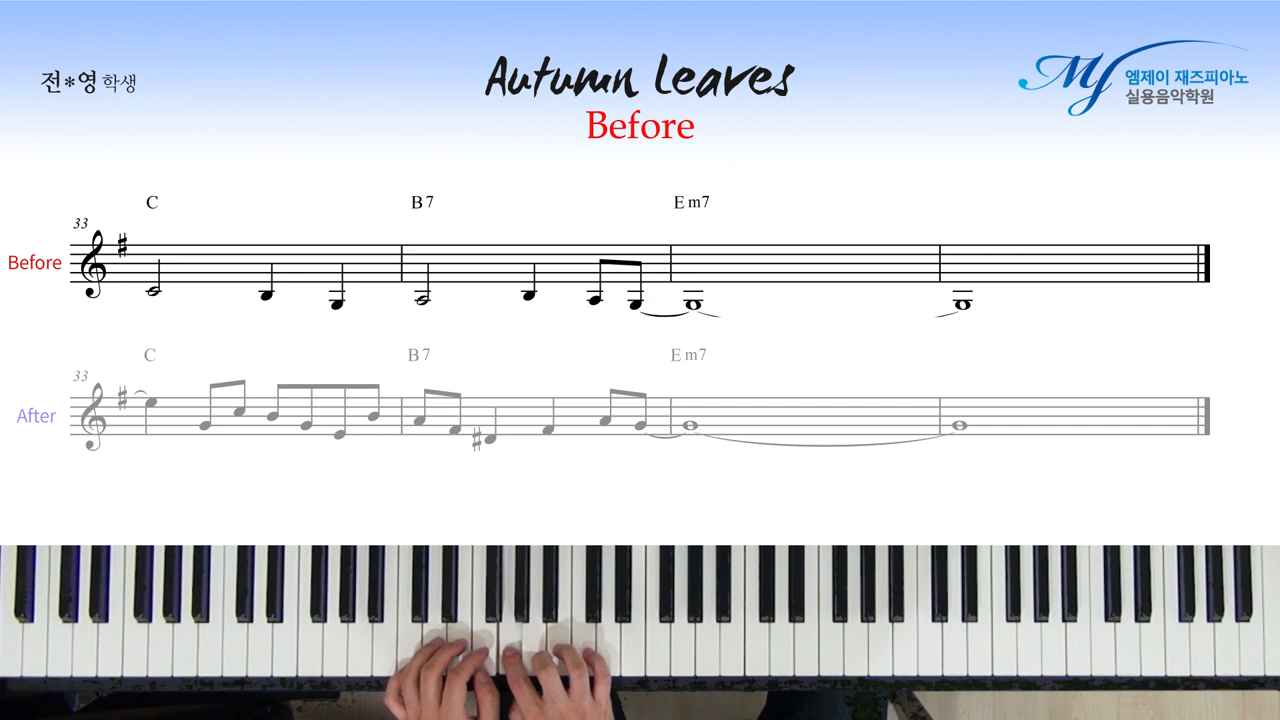 전*영 학생
Autumn Leaves
Before
엠제이 재즈피아노
실용음악학원
C B7 Em7
33
Before
C B7 Em7
33
After